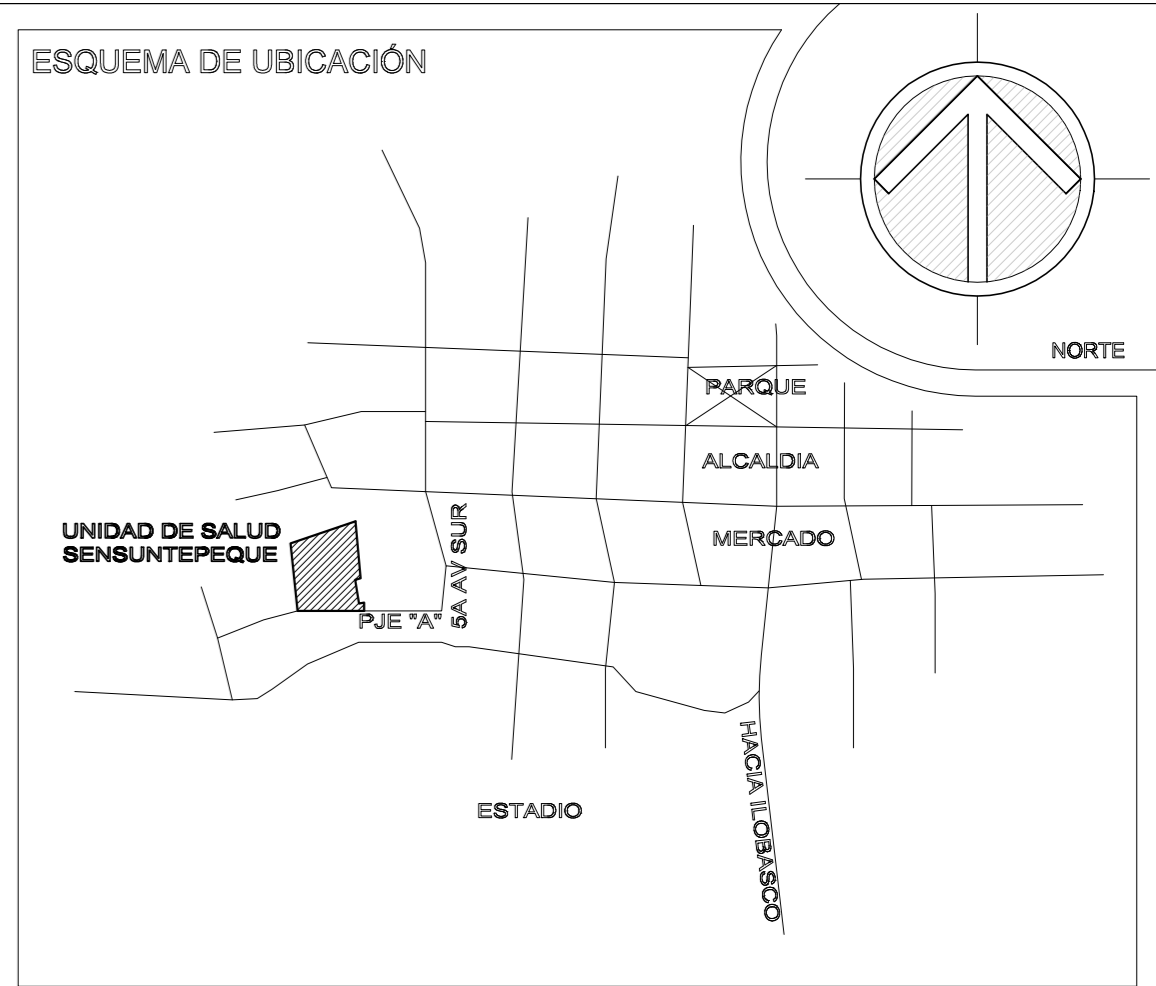 ESQUEMA DE UBICACIÓN
NORTE
PARQUE
ALCALDIA
UNIDAD DE SALUD
SENSUNTEPEQUE
MERCADO
5A AV SUR
PJE "A"
HACIA ILOBASCO
ESTADIO